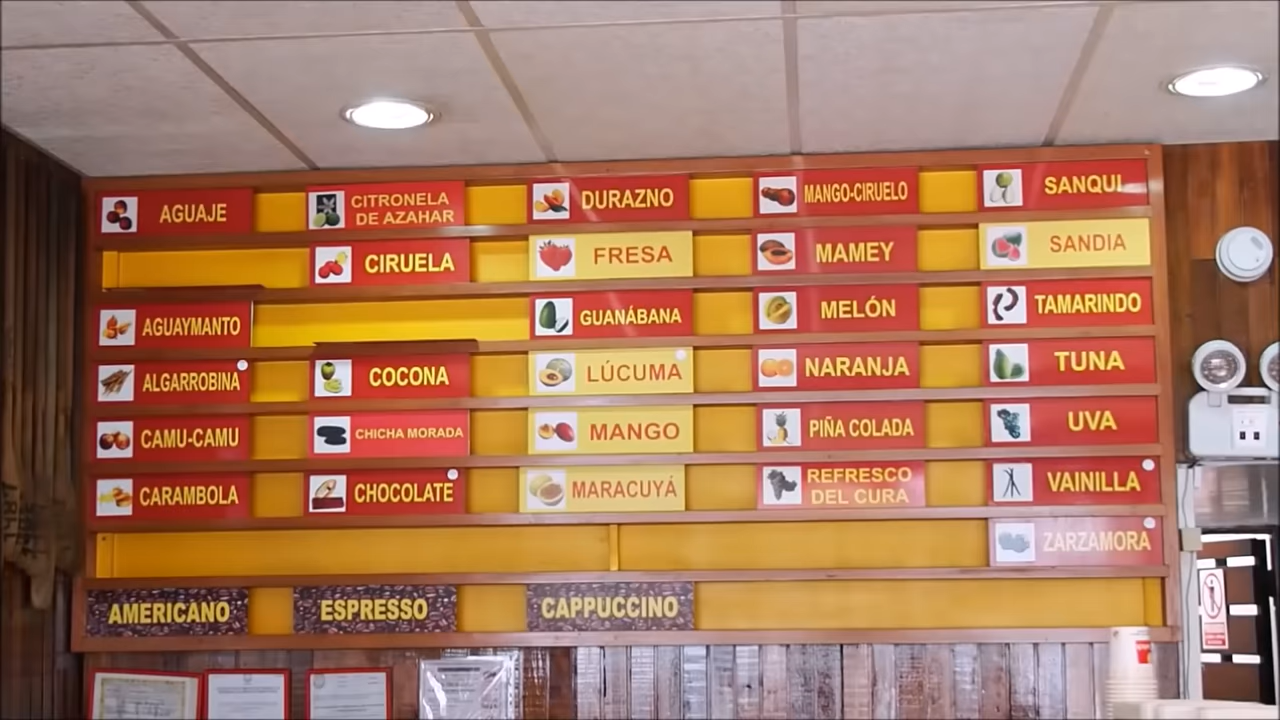 AGUAJE
CITRONELA
DE AZAHAR
DURAZNO
MANGO-CIRUELO
SANQUI
CIRUELA
FRESA
MAMEY
SANDIA
AGUAYMANTO
GUANÁBANA
MELÓN
TAMARINDO
ALGARROBINA
COCONA
LÚCUMA
NARANJA
TUNA
CAMU-CAMU
CHICHA MORADA
MANGO
PIÑA COLADA
UVA
CARAMBOLA
CHOCOLATE
MARACUYÁ
REFRESCO
DEL CURA
VAINILLA
ZARZAMORA
AMERICANO
ESPRESSO
CAPPUCCINO